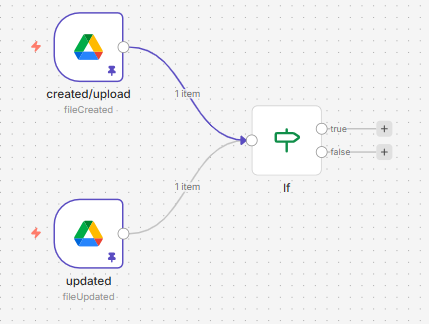 created/upload
fileCreated
1 item
true
false
If
1 item
updated
fileUpdated